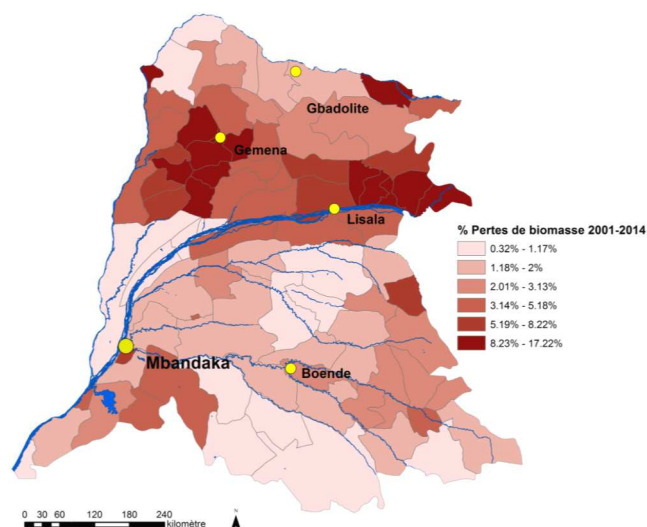 Gbadolite
Gemena
Lisala
% Pertes de biomasse 2001-2014
0.32% - 1.17%
1.18% - 2%
2.01% - 3.13%
3.14% - 5.18%
5.19% - 8.22%
8.23% - 17.22%
Mbandaka
Boende
0 30 60 120 180 240
kilomètre
N